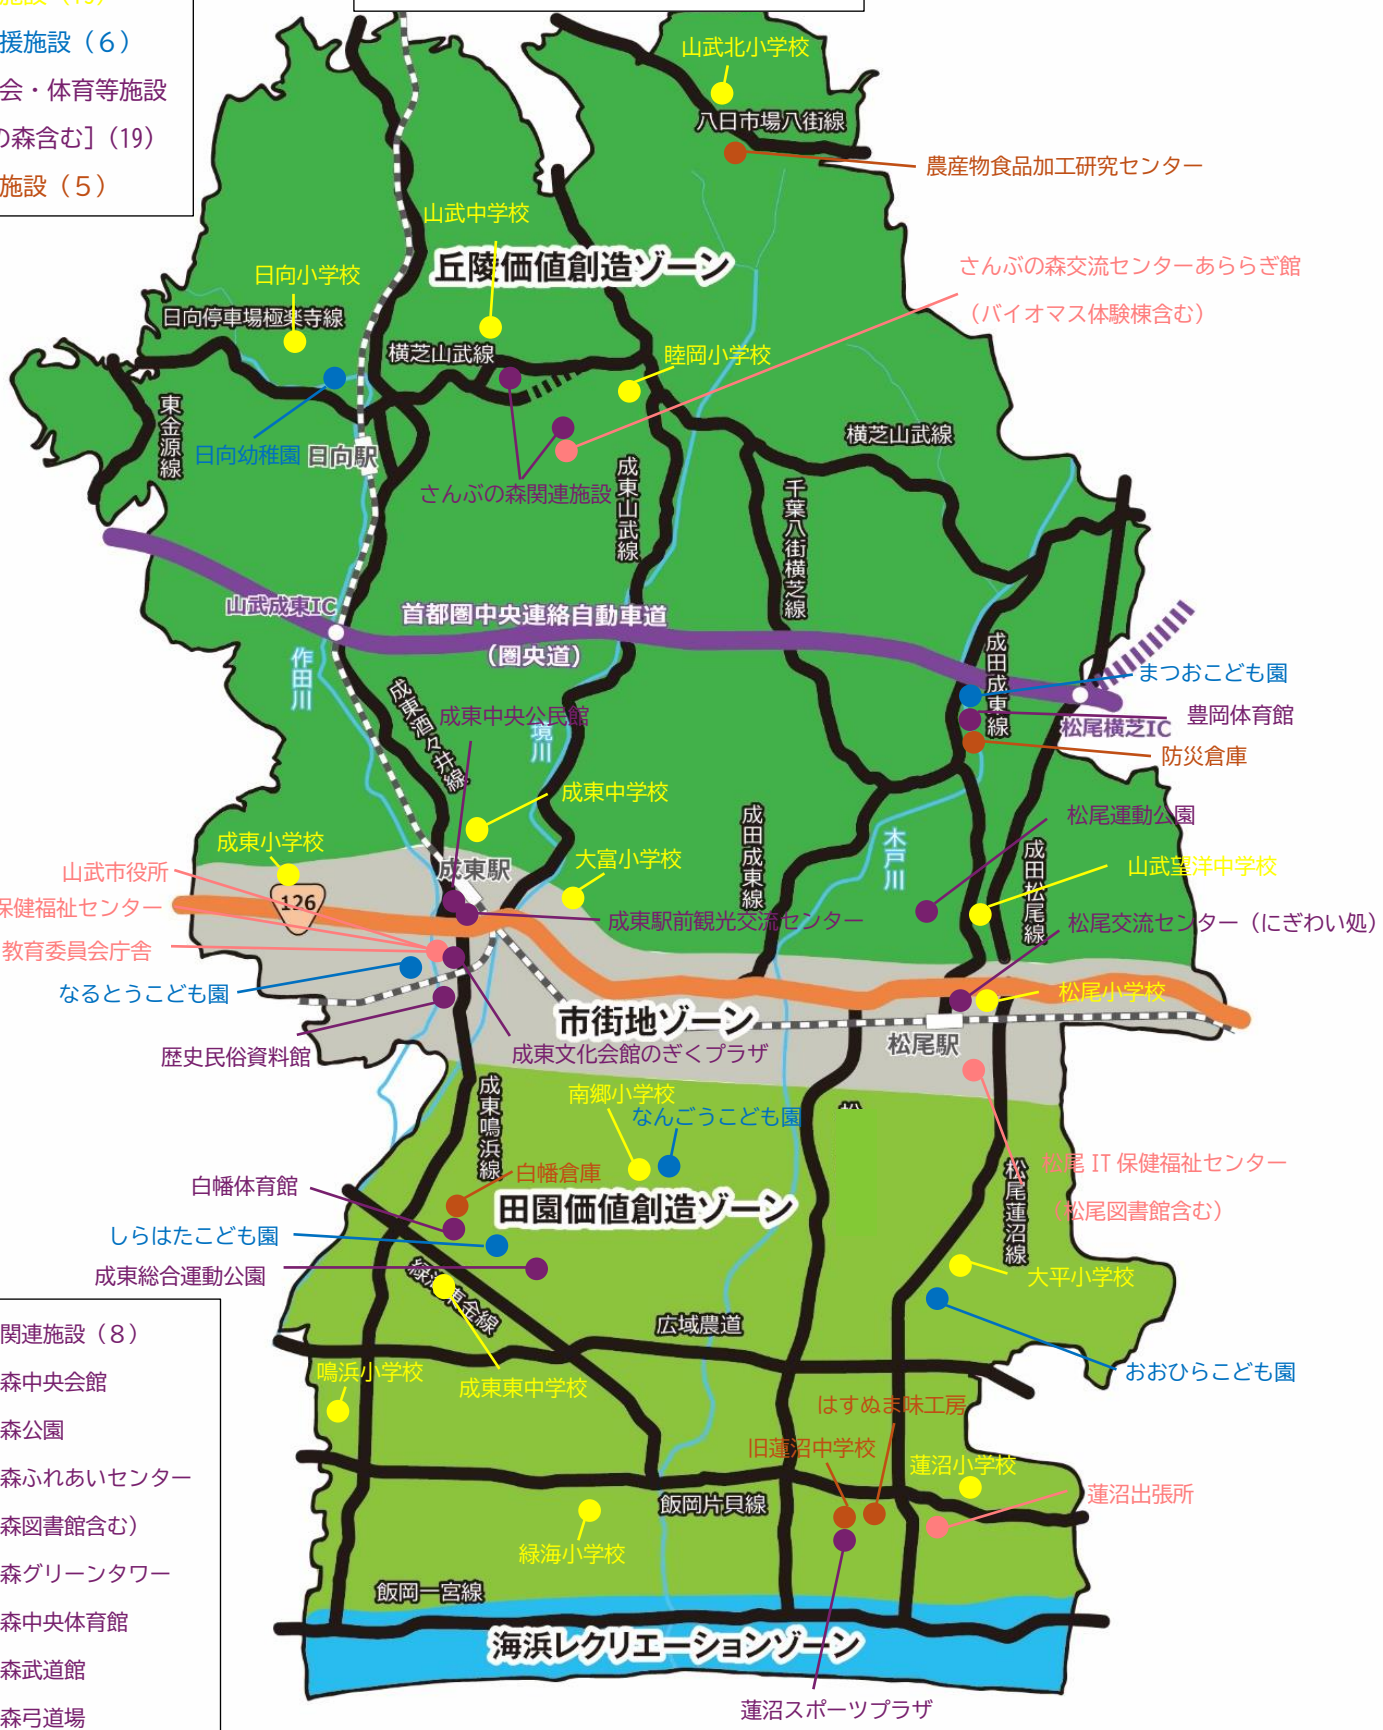 援施設（６）
会・体育等施設
の森含む］(19)
施設（５）
山武北小学校
八日市場八街線
農産物食品加工研究センター
山武中学校
丘陵価値創造ゾーン
さんぶの森交流センターあららぎ館
（バイオマス体験棟含む）
日向小学校
日向停車場極楽寺線
横芝山武線
睦岡小学校
東金源線
日向幼稚園
日向駅
横芝山武線
さんぶの森関連施設
成東山武線
千葉八街横芝線
山武成東IC
首都圏中央連絡自動車道
（圏央道）
作田川
成東酒々井線
成東中央公民館
境川
成田成東線
まつおこども園
豊岡体育館
松尾横芝IC
防災倉庫
成東中学校
成田成東線
木戸川
松尾運動公園
成田松尾線
山武望洋中学校
成東小学校
山武市役所
成東駅
大富小学校
126
保健福祉センター
成東駅前観光交流センター
松尾交流センター（にぎわい処）
教育委員会庁舎
なるとうこども園
松尾小学校
市街地ゾーン
松尾駅
歴史民俗資料館
成東文化会館のぎくプラザ
成東鳴浜線
南郷小学校
なんごうこども園
松尾 IT 保健福祉センター
（松尾図書館含む）
松尾蓮沼線
白幡倉庫
白幡体育館
田園価値創造ゾーン
しらはたこども園
成東総合運動公園
緑海東金線
大平小学校
広域農道
関連施設（８）
鳴浜小学校
成東東中学校
おおひらこども園
森中央会館
はすぬま味工房
森公園
旧蓮沼中学校
蓮沼小学校
森ふれあいセンター
飯岡片貝線
蓮沼出張所
森図書館含む）
緑海小学校
森グリーンタワー
飯岡一宮線
森中央体育館
海浜レクリエーションゾーン
森武道館
蓮沼スポーツプラザ
森弓道場